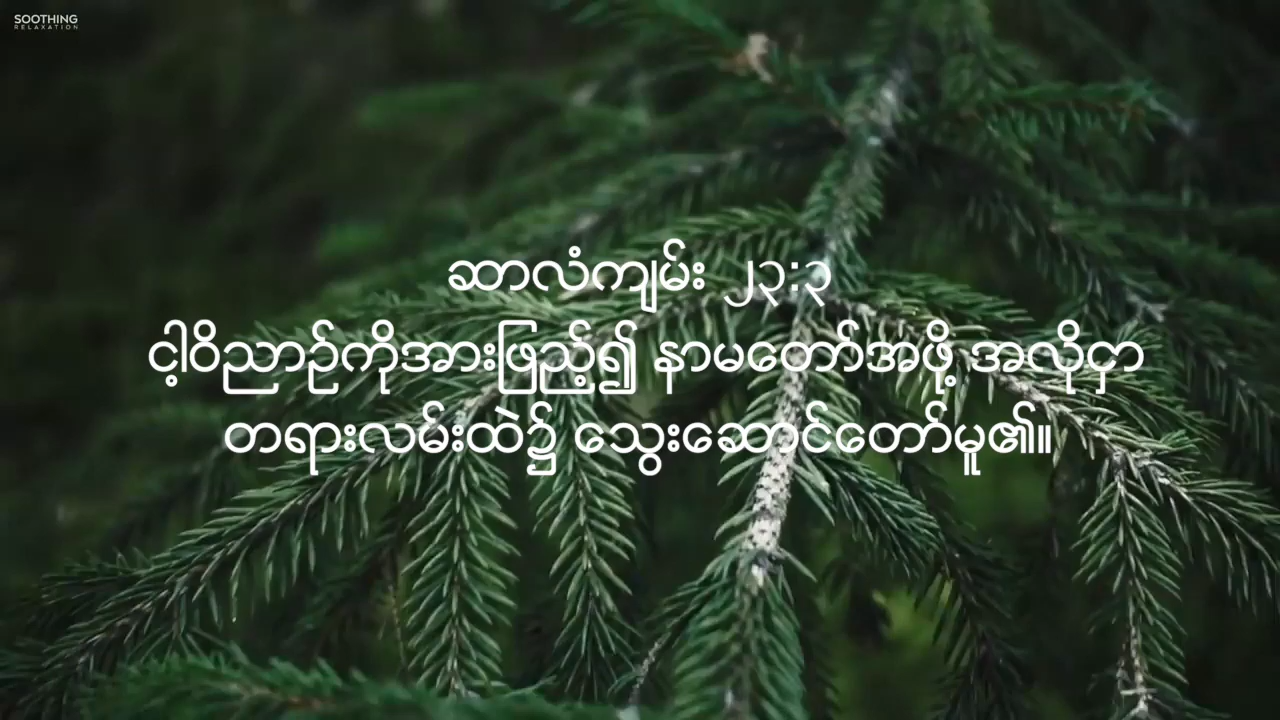 SOOTHING
RELAXATION
ဆာလံကျမ်း ၂၃:၃
ငါ့ဝိညာဉ်ကိုအားဖြည့်၍ နာမတော်အဖို့ အလိုငှာ
တရားလမ်းထဲ၌ သွေးဆောင်တော်မူ၏။